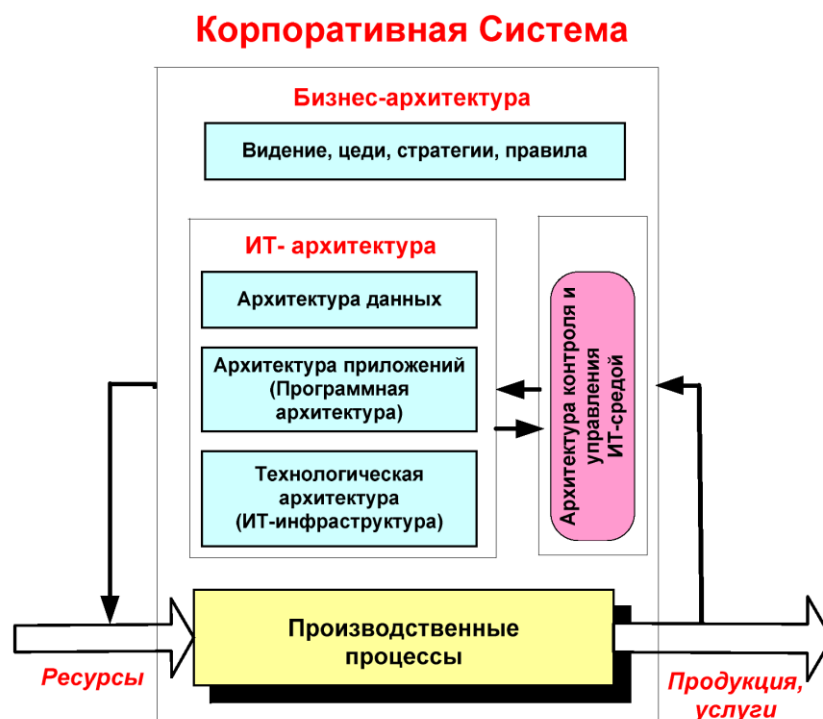 Корпоративная Система
Бизнес-архитектура
Видение, цеди, стратегии, правила
ИТ- архитектура
Архитектура данных
Архитектура приложений
(Программная
архитектура)
Технологическая
архитектура
(ИТ-инфраструктура)
Архитектура контроля и
управления
ИТ-средой
Производственные
процессы
Ресурсы
Продукция,
услуги